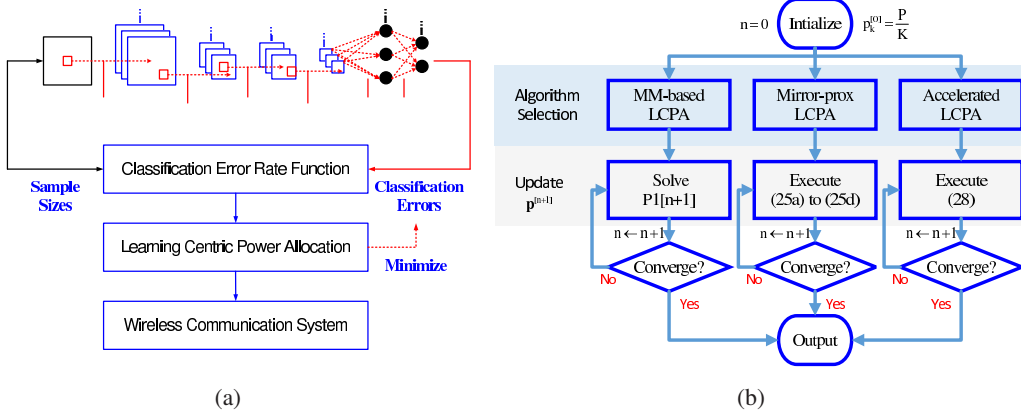 Sample
Sizes
Classification Error Rate Function
Classification
Errors
Learning Centric Power Allocation
Minimize
Wireless Communication System
(a)
n = 0
Intialize
p_k^{[0]} = P/K
Algorithm
Selection
MM-based
LCPA
Mirror-prox
LCPA
Accelerated
LCPA
Update
p^{[n+1]}
Solve
P1[n+1]
Execute
(25a) to (25d)
Execute
(28)
n ← n+1
n ← n+1
n ← n+1
Converge?
Converge?
Converge?
No
No
No
Yes
Yes
Yes
Output
(b)